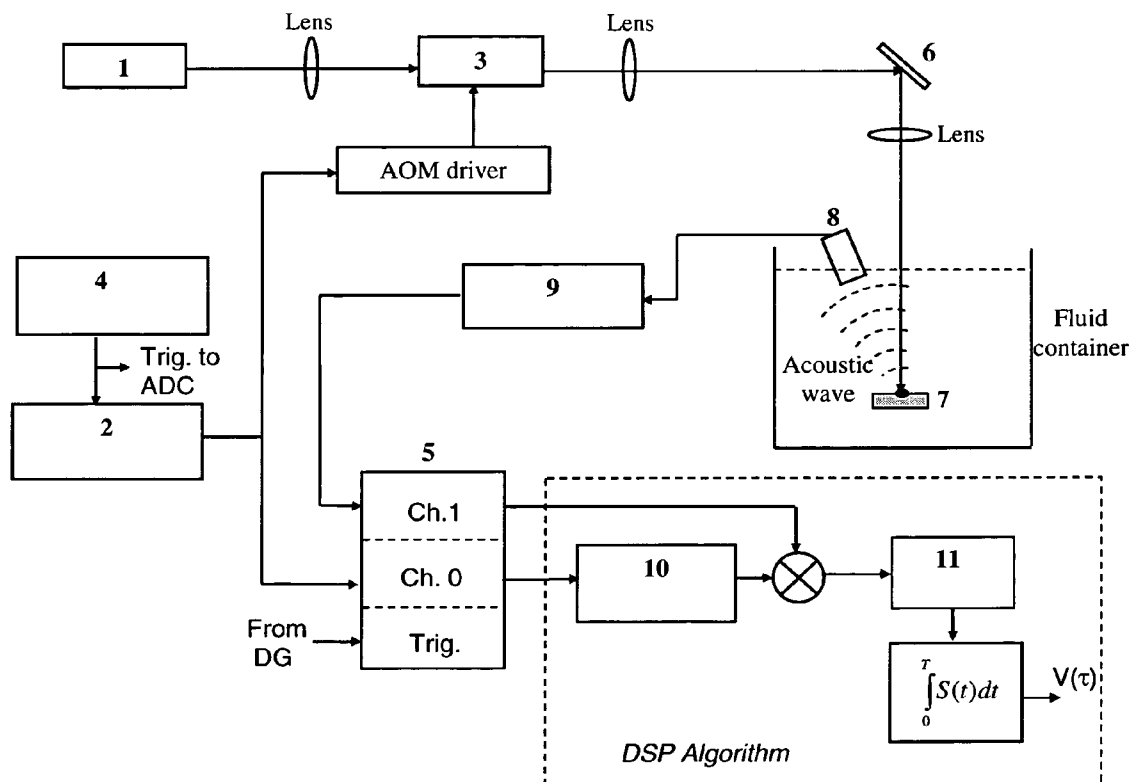 Lens
Lens
1
3
6
Lens
AOM driver
8
4
9
Fluid
container
Trig. to
ADC
Acoustic
wave
7
2
5
Ch.1
Ch. 0
10
11
From
DG
Trig.
T
∫S(t)dt
0
V(τ)
DSP Algorithm